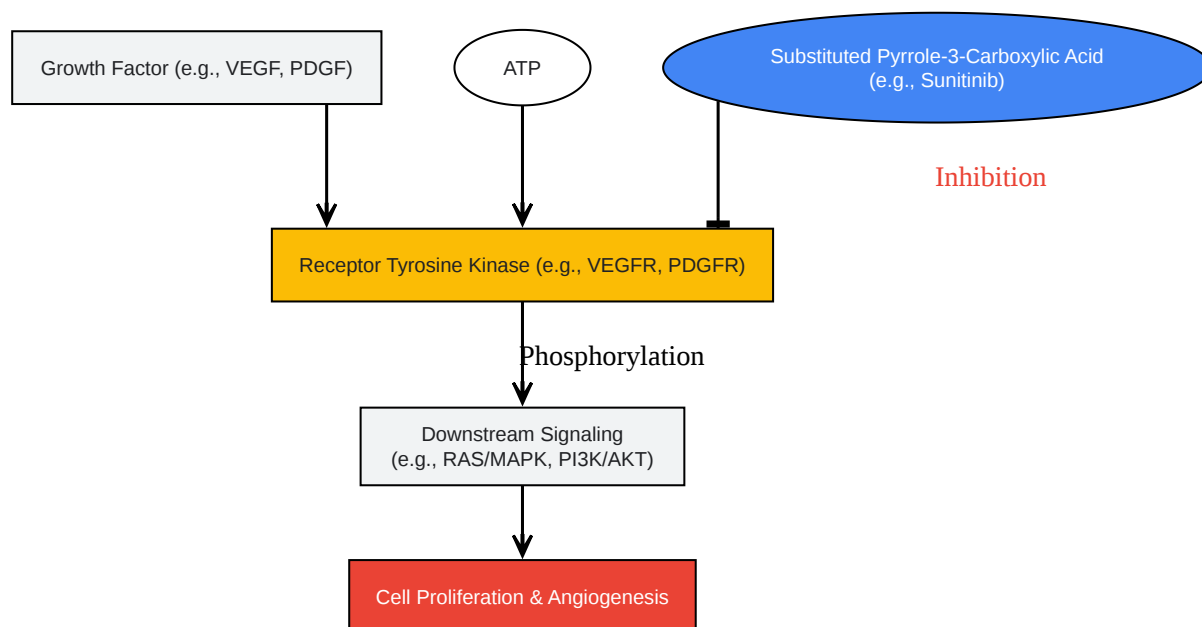 Growth Factor (e.g., VEGF, PDGF)
ATP
Substituted Pyrrole-3-Carboxylic Acid
(e.g., Sunitinib)
Inhibition
Receptor Tyrosine Kinase (e.g., VEGFR, PDGFR)
Phosphorylation
Downstream Signaling
(e.g., RAS/MAPK, PI3K/AKT)
Cell Proliferation & Angiogenesis